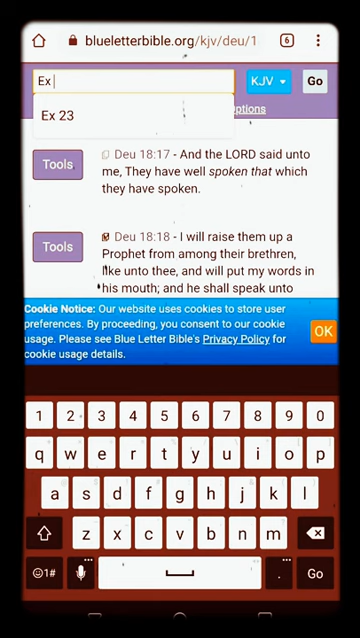 blueletterbible.org/kjv/deu/1
6
Ex
KJV
Go
Ex 23
Options
Tools
Deu 18:17 - And the LORD said unto
me, They have well spoken that which
they have spoken.
Tools
Deu 18:18 - I will raise them up a
Prophet from among their brethren,
like unto thee, and will put my words in
his mouth; and he shall speak unto
Cookie Notice: Our website uses cookies to store user
preferences. By proceeding, you consent to our cookie
usage. Please see Blue Letter Bible's Privacy Policy for
cookie usage details.
OK
1 2 3 4 5 6 7 8 9 0
q w e r t y u i o p
a s d f g h j k l
z x c v b n m
1# . Go